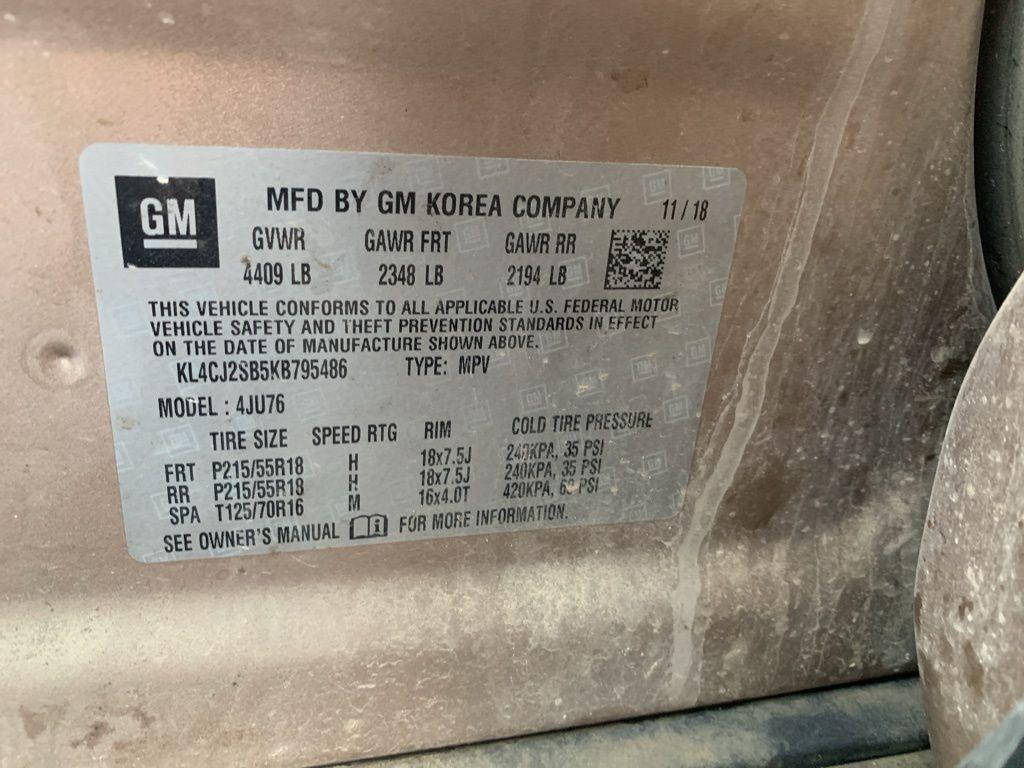 GM
MFD BY GM KOREA COMPANY 11/18
GVWR GAWR FRT GAWR RR
4409 LB 2348 LB 2194 LB
THIS VEHICLE CONFORMS TO ALL APPLICABLE U.S. FEDERAL MOTOR
VEHICLE SAFETY AND THEFT PREVENTION STANDARDS IN EFFECT
ON THE DATE OF MANUFACTURE SHOWN ABOVE.
KL4CJ2SB5KB795486 TYPE: MPV
MODEL : 4JU76
TIRE SIZE SPEED RTG RIM COLD TIRE PRESSURE
FRT P215/55R18 H 18x7.5J 240KPA, 35 PSI
RR P215/55R18 H 18x7.5J 240KPA, 35 PSI
SPA T125/70R16 M 16x4.0T 420KPA, PSI
SEE OWNER'S MANUAL FOR MORE INFORMATION.